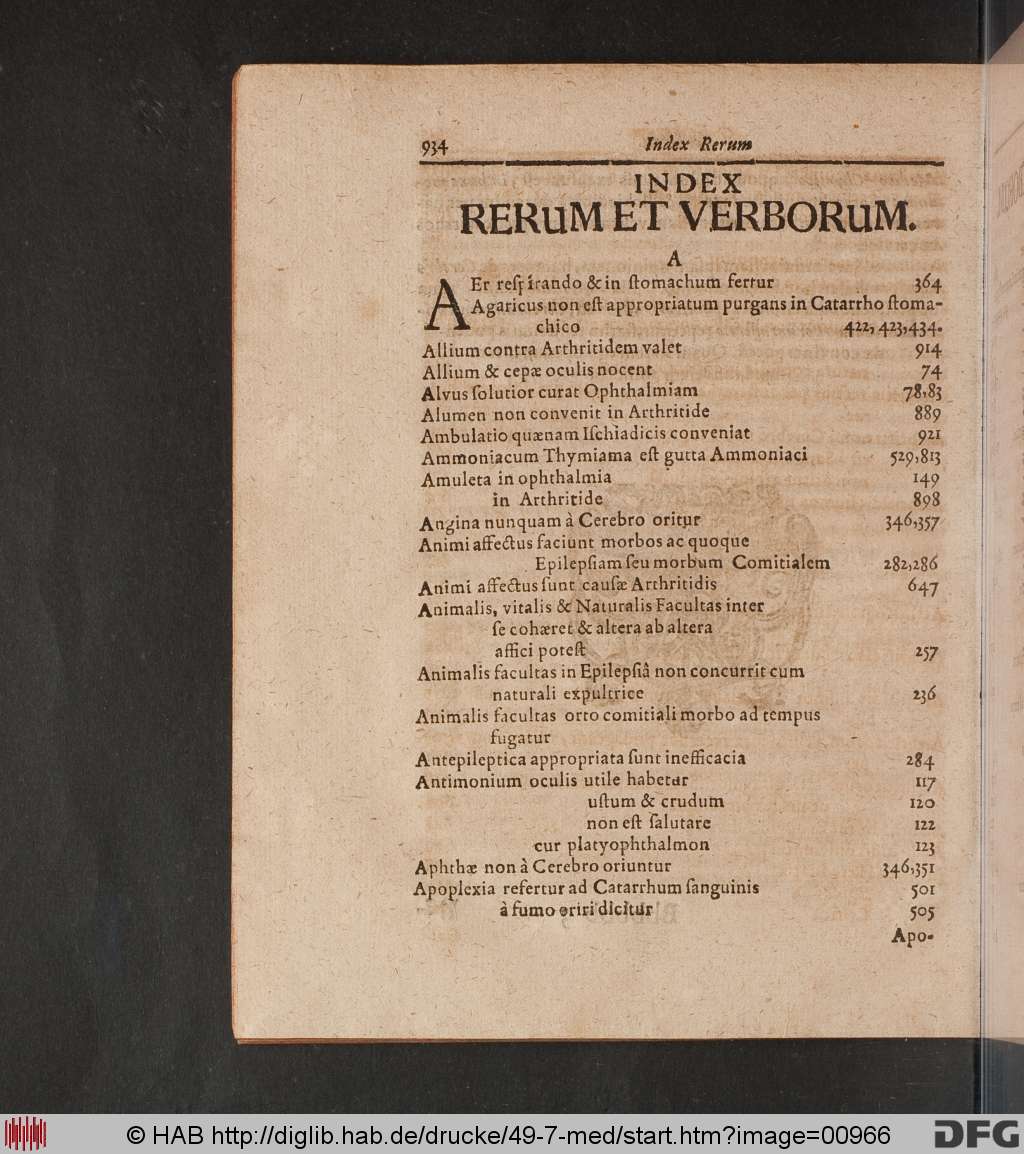 934 Index Rerum
INDEX
RERUM ET VERBORUM.
A
AEr reſpirando & in ſtomachum fertur 364
Agaricus non eſt appropriatum purgans in Catarrho ſtoma-
chico 422, 423,434.
Allium contra Arthritidem valet 914
Allium & cepæ oculis nocent 74
Alvus ſolutior curat Ophthalmiam 78,83
Alumen non convenit in Arthritide 889
Ambulatio quænam Iſchiadicis conveniat 921
Ammoniacum Thymiama eſt gutta Ammoniaci 529,813
Amuleta in ophthalmia 149
in Arthritide 898
Angina nunquam à Cerebro oritur 346,357
Animi affectus faciunt morbos ac quoque
Epilepſiam ſeu morbum Comitialem 282,286
Animi affectus ſunt cauſæ Arthritidis 647
Animalis, vitalis & Naturalis Facultas inter
ſe cohæret & altera ab altera
affici poteſt 257
Animalis facultas in Epilepſiâ non concurrit cum
naturali expultrice 236
Animalis facultas orto comitiali morbo ad tempus
fugatur -
Antepileptica appropriata ſunt inefficacia 284
Antimonium oculis utile habetur 117
uſtum & crudum 120
non eſt ſalutare 122
cur platyophthalmon 123
Aphthæ non à Cerebro oriuntur 346,351
Apoplexia refertur ad Catarrhum ſanguinis 501
à fumo oriri dicitur 505
Apo-
© HAB http://diglib.hab.de/drucke/49-7-med/start.htm?image=00966 DFG